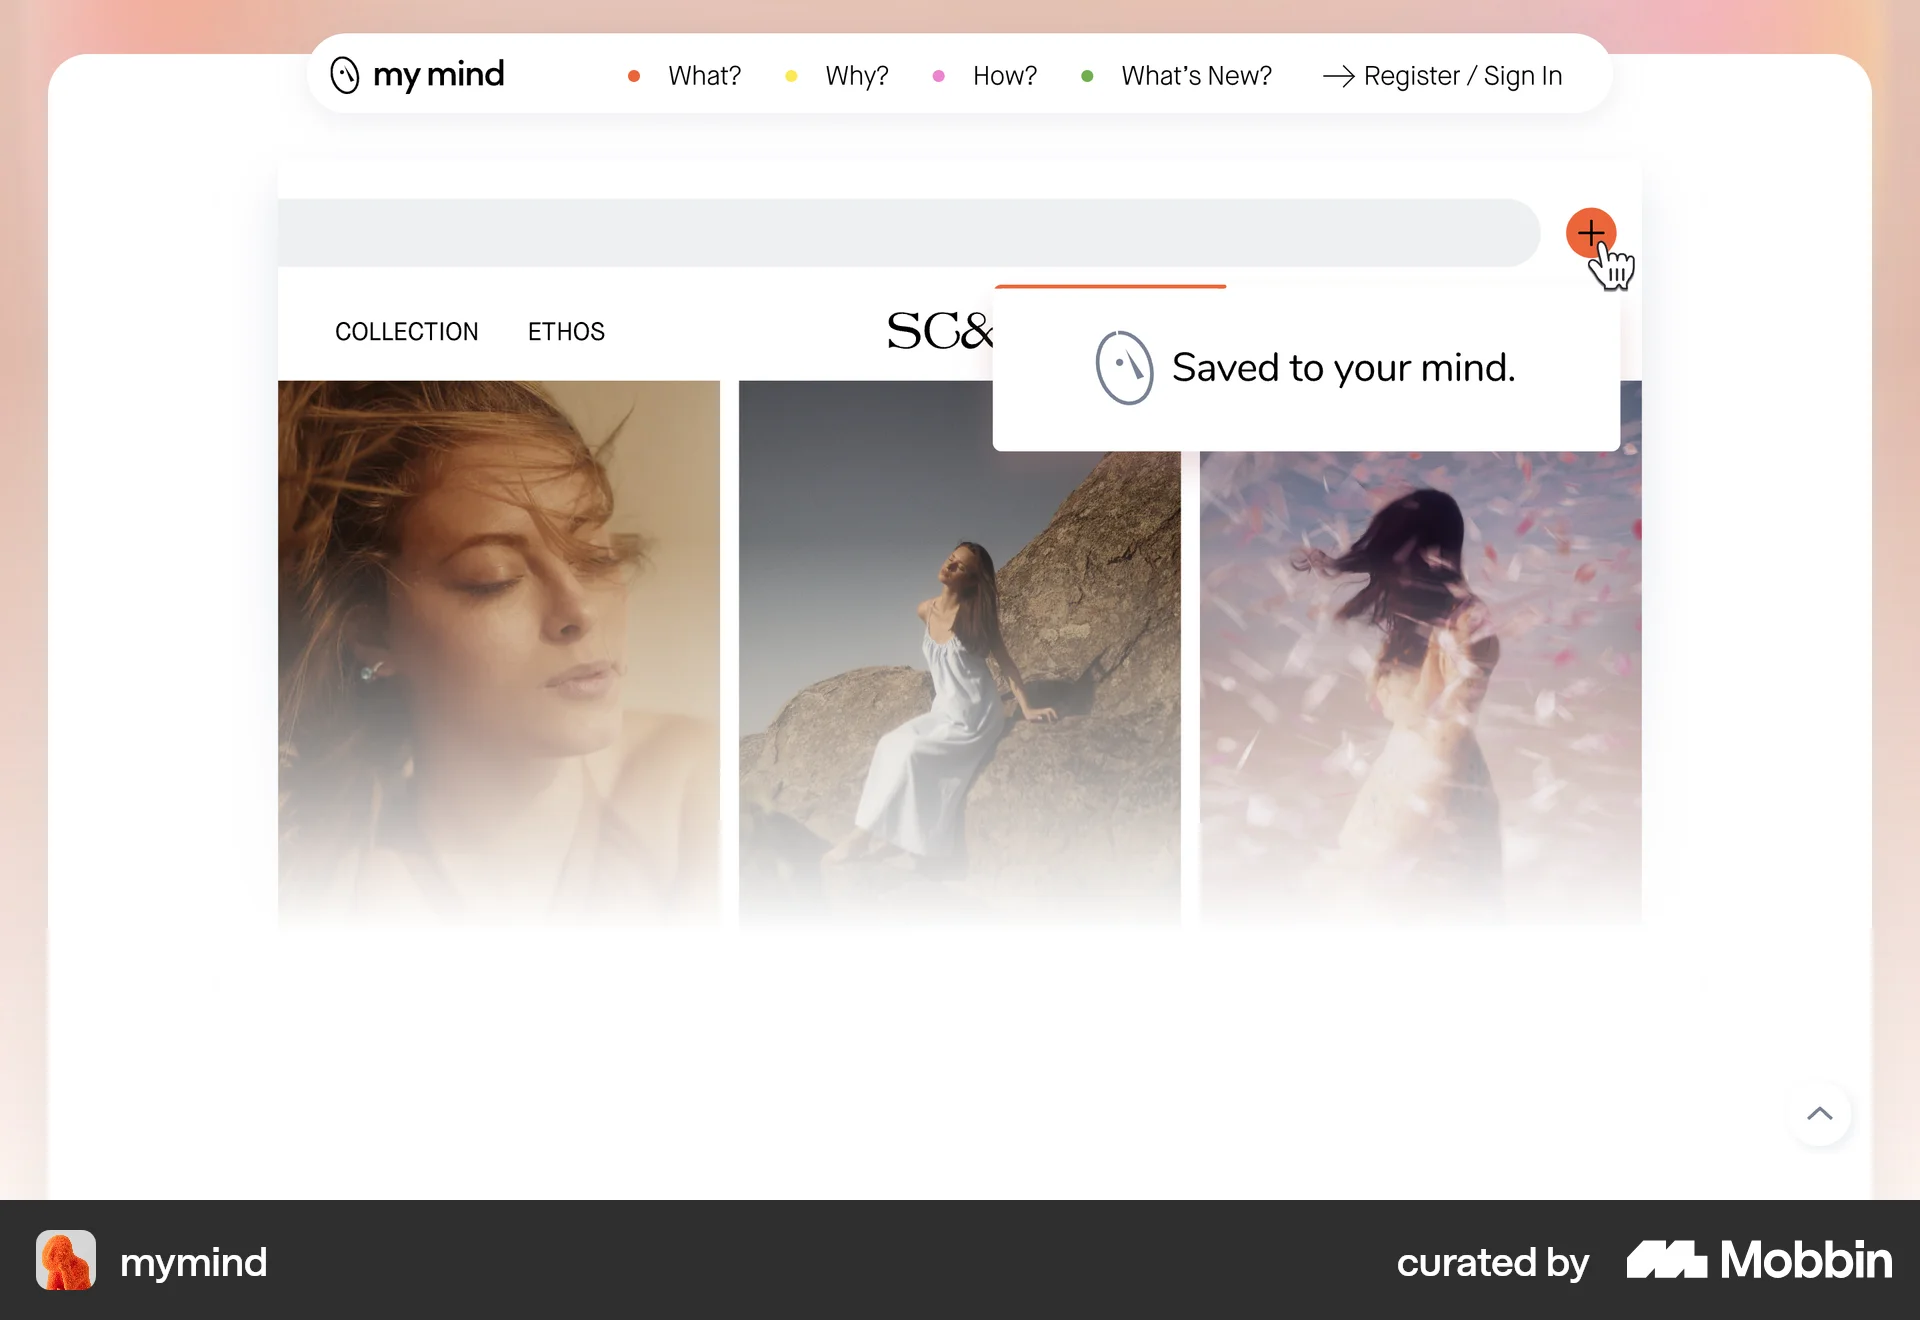 my mind
What? Why? How? What's New? Register / Sign In
COLLECTION ETHOS SC&
Saved to your mind.
mymind curated by Mobbin